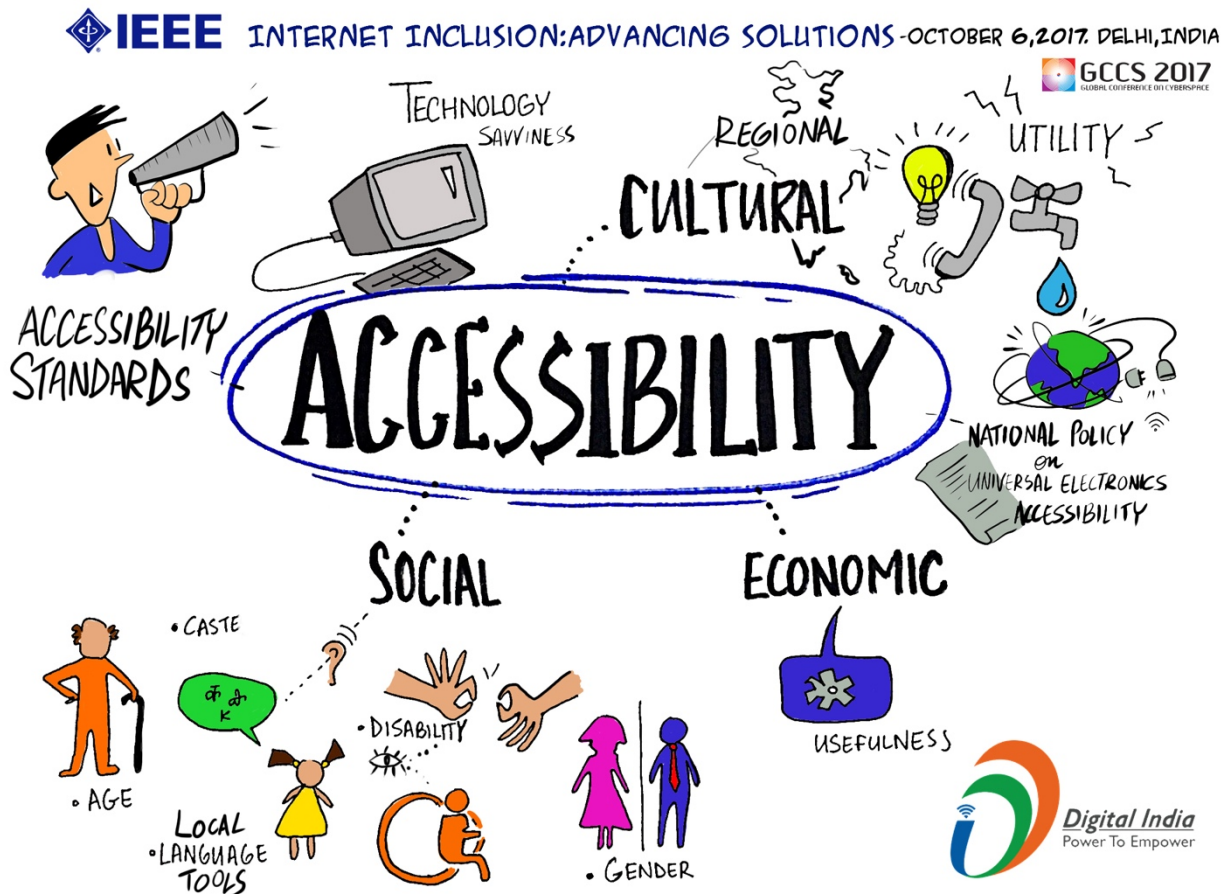 IEEE INTERNET INCLUSION:ADVANCING SOLUTIONS -OCTOBER 6,2017. DELHI,INDIA
GCCS 2017
GLOBAL CONFERENCE ON CYBERSPACE
TECHNOLOGY
SAVVINESS
REGIONAL
CULTURAL
UTILITY
ACCESSIBILITY
STANDARDS
ACCESSIBILITY
NATIONAL POLICY
on
UNIVERSAL ELECTRONICS
ACCESSIBILITY
SOCIAL
• CASTE
क
K
• AGE
LOCAL
• LANGUAGE
TOOLS
• DISABILITY
• GENDER
ECONOMIC
USEFULNESS
Digital India
Power To Empower